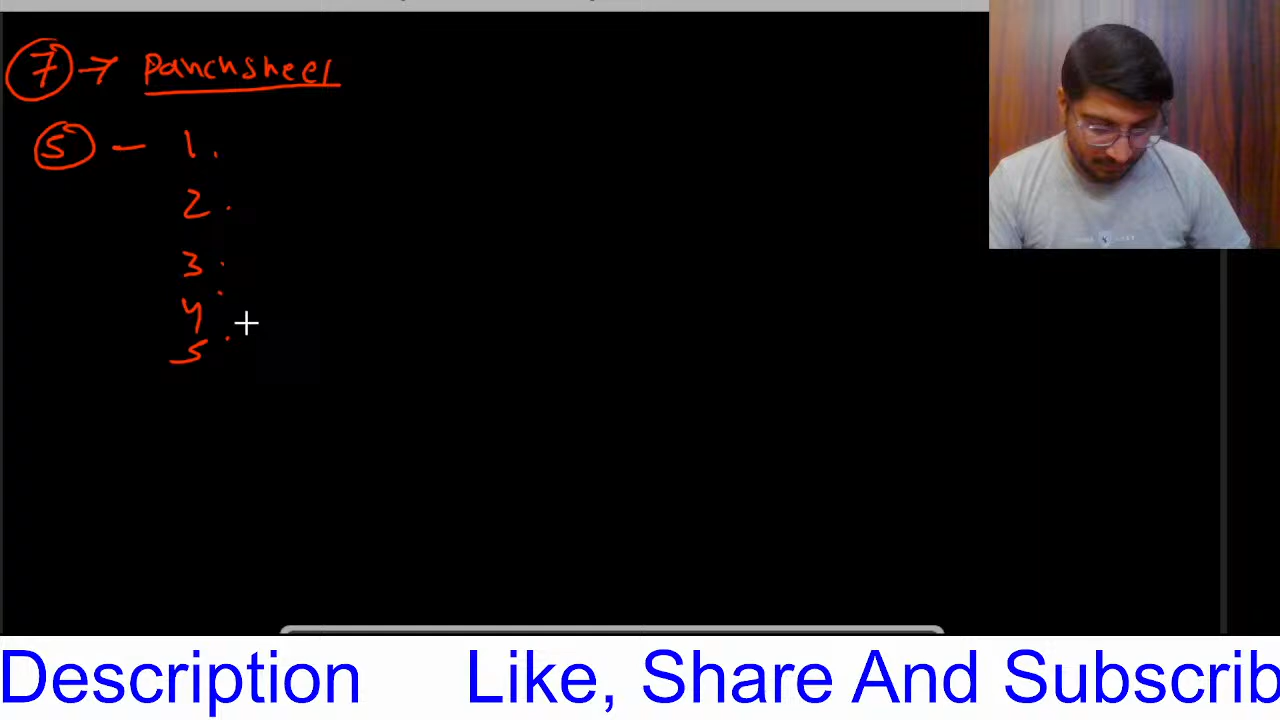 7 → Panchsheel
5 - 1.
2.
3.
4.
5.
Description Like, Share And Subscrib